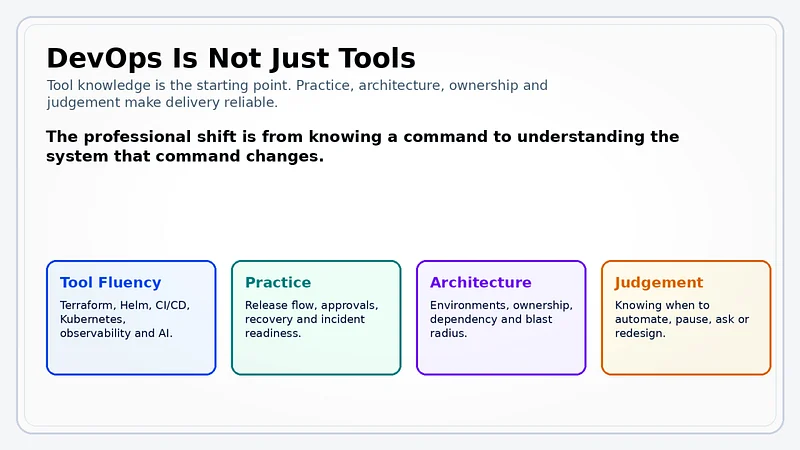 DevOps Is Not Just Tools
Tool knowledge is the starting point. Practice, architecture, ownership and
judgement make delivery reliable.
The professional shift is from knowing a command to understanding the
system that command changes.
Tool Fluency
Terraform, Helm, CI/CD,
Kubernetes,
observability and AI.
Practice
Release flow, approvals,
recovery and incident
readiness.
Architecture
Environments, ownership,
dependency and blast
radius.
Judgement
Knowing when to
automate, pause, ask or
redesign.